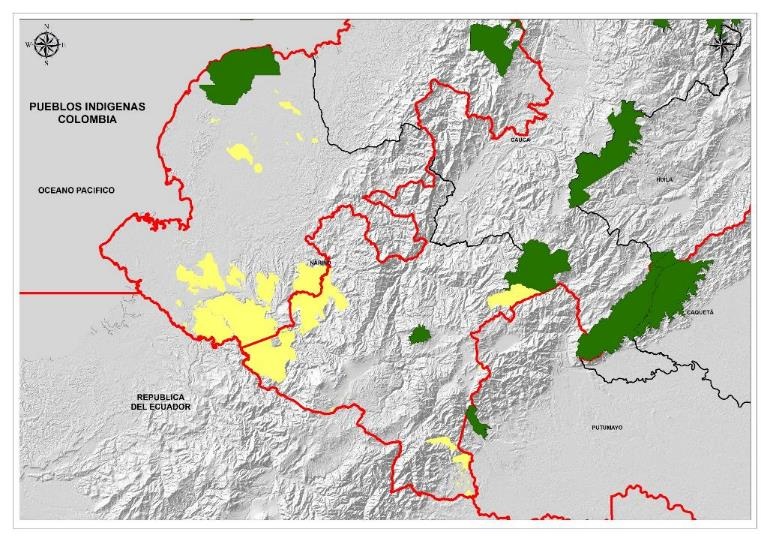 N
W E
S
PUEBLOS INDIGENAS
COLOMBIA
CAUCA
HUILA
OCEANO PACIFICO
NARIÑO
CAQUETÁ
REPUBLICA
DEL ECUADOR
PUTUMAYO